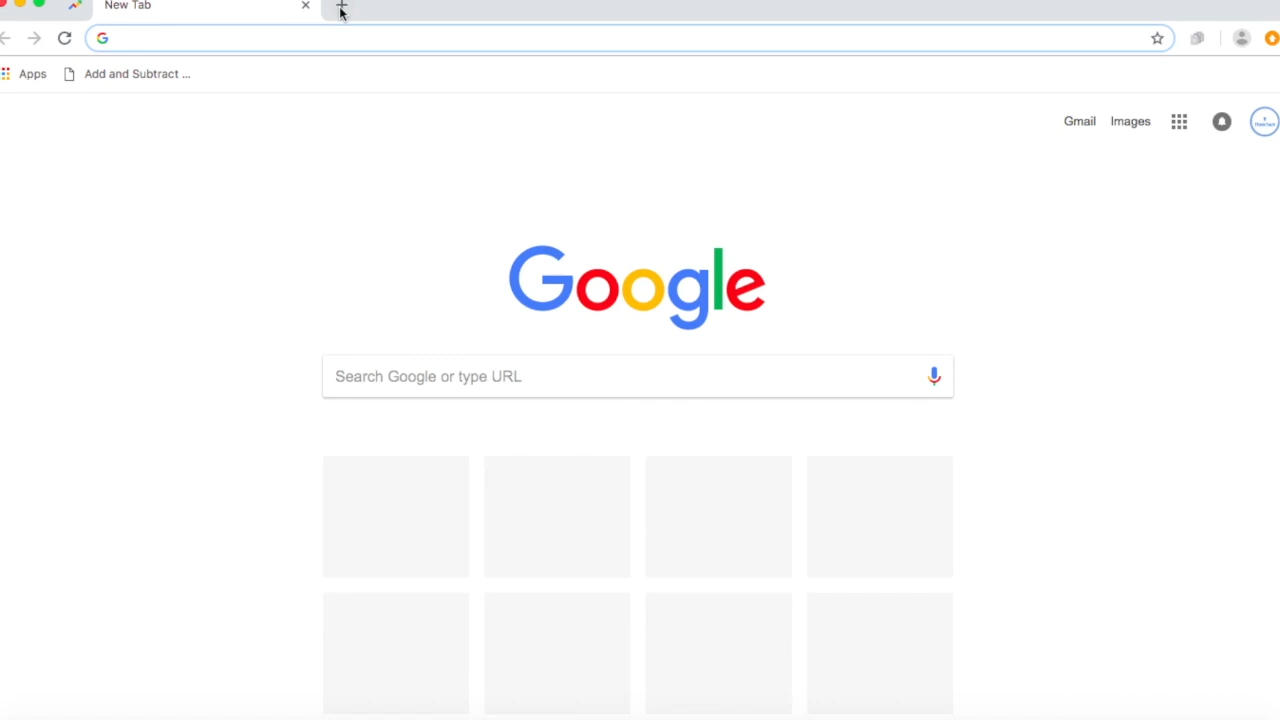 New Tab
Apps
Add and Subtract ...
Gmail
Images
Google
Search Google or type URL